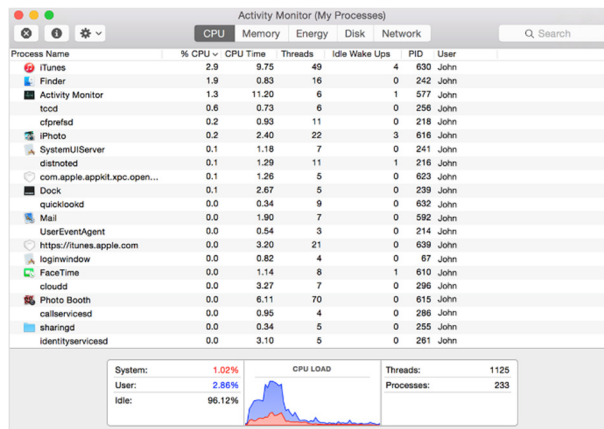 Activity Monitor (My Processes)
CPU Memory Energy Disk Network Search
Process Name % CPU CPU Time Threads Idle Wake Ups PID User
iTunes 2.9 9.75 49 4 630 John
Finder 1.9 0.83 16 0 242 John
Activity Monitor 1.3 11.20 6 1 577 John
tccd 0.6 0.73 6 0 256 John
cfprefsd 0.2 0.93 11 0 218 John
iPhoto 0.2 2.40 22 3 616 John
SystemUIServer 0.1 1.18 7 0 241 John
distnoted 0.1 1.29 11 1 216 John
com.apple.appkit.xpc.open... 0.1 1.26 5 0 623 John
Dock 0.1 2.67 5 0 239 John
quicklookd 0.0 0.34 9 0 632 John
Mail 0.0 1.90 7 0 592 John
UserEventAgent 0.0 0.54 3 0 214 John
https://itunes.apple.com 0.0 3.20 21 0 639 John
loginwindow 0.0 0.82 4 0 67 John
FaceTime 0.0 1.14 8 1 610 John
cloudd 0.0 3.27 7 0 296 John
Photo Booth 0.0 6.11 70 0 615 John
callservicesd 0.0 0.95 4 0 286 John
sharingd 0.0 0.34 5 0 255 John
identityservicesd 0.0 3.10 5 0 261 John
System: 1.02% CPU LOAD Threads: 1125
User: 2.86% Processes: 233
Idle: 96.12%